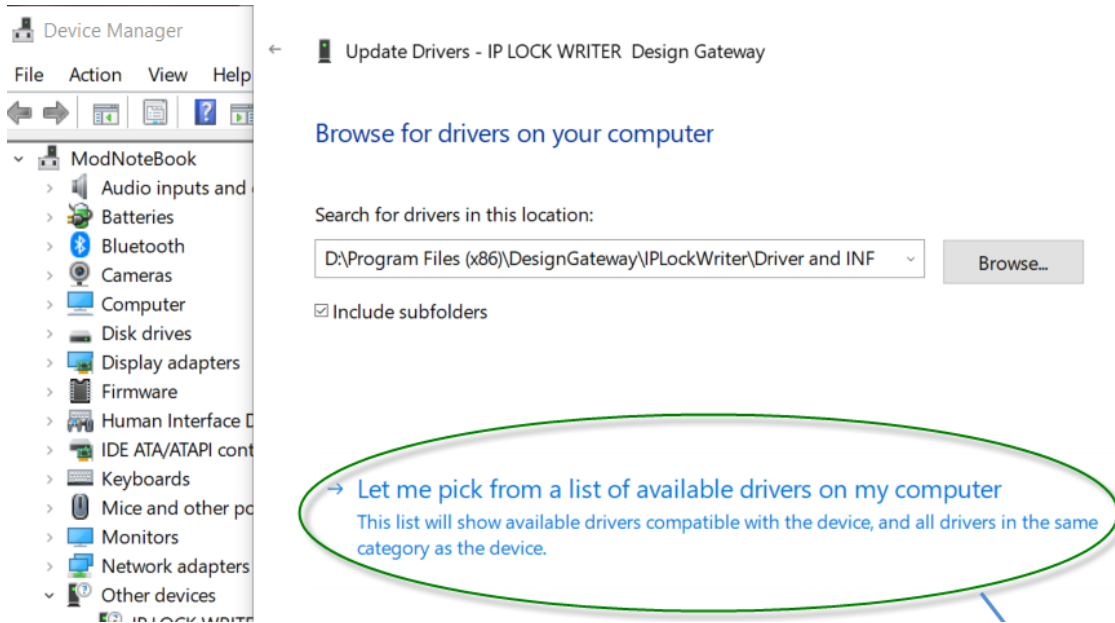 Device Manager
File Action View Help
ModNoteBook
Audio inputs and
Batteries
Bluetooth
Cameras
Computer
Disk drives
Display adapters
Firmware
Human Interface
IDE ATA/ATAPI cont
Keyboards
Mice and other po
Monitors
Network adapters
Other devices
IP LOCK WRITE
Update Drivers - IP LOCK WRITER Design Gateway
Browse for drivers on your computer
Search for drivers in this location:
D:\Program Files (x86)\DesignGateway\IPLockWriter\Driver and INF
Browse...
Include subfolders
Let me pick from a list of available drivers on my computer
This list will show available drivers compatible with the device, and all drivers in the same
category as the device.